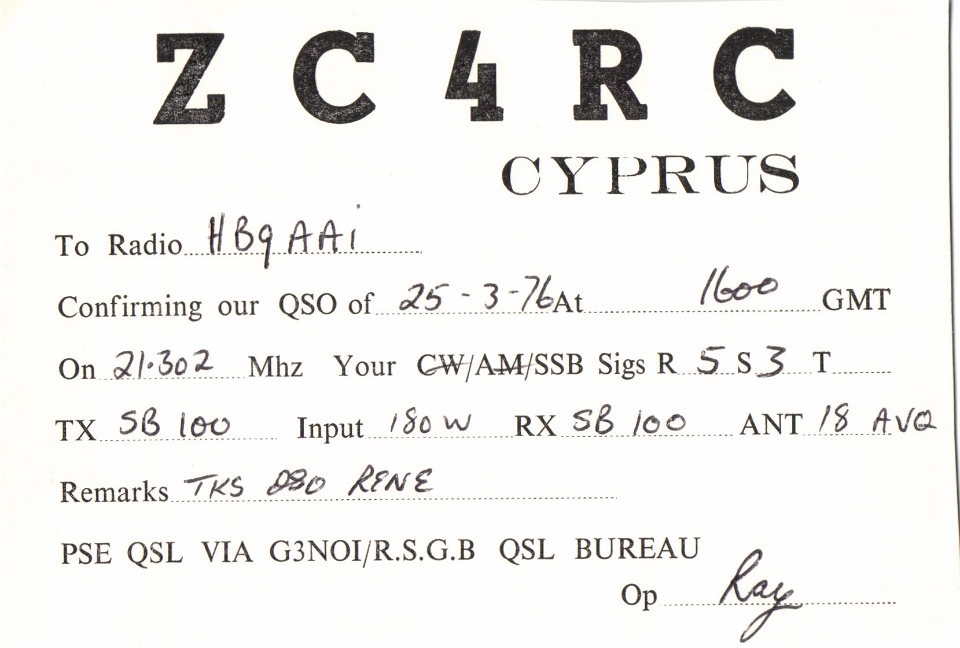 ZC4RC
CYPRUS
To Radio HB9AAi
Confirming our QSO of 25-3-76 At 1600 GMT
On 21.302 Mhz Your CW/AM/SSB Sigs R 5 S 3 T
TX SB 100 Input 180 W RX SB 100 ANT 18 AVQ
Remarks TKS QSO RENE
PSE QSL VIA G3NOI/R.S.G.B QSL BUREAU
Op Ray